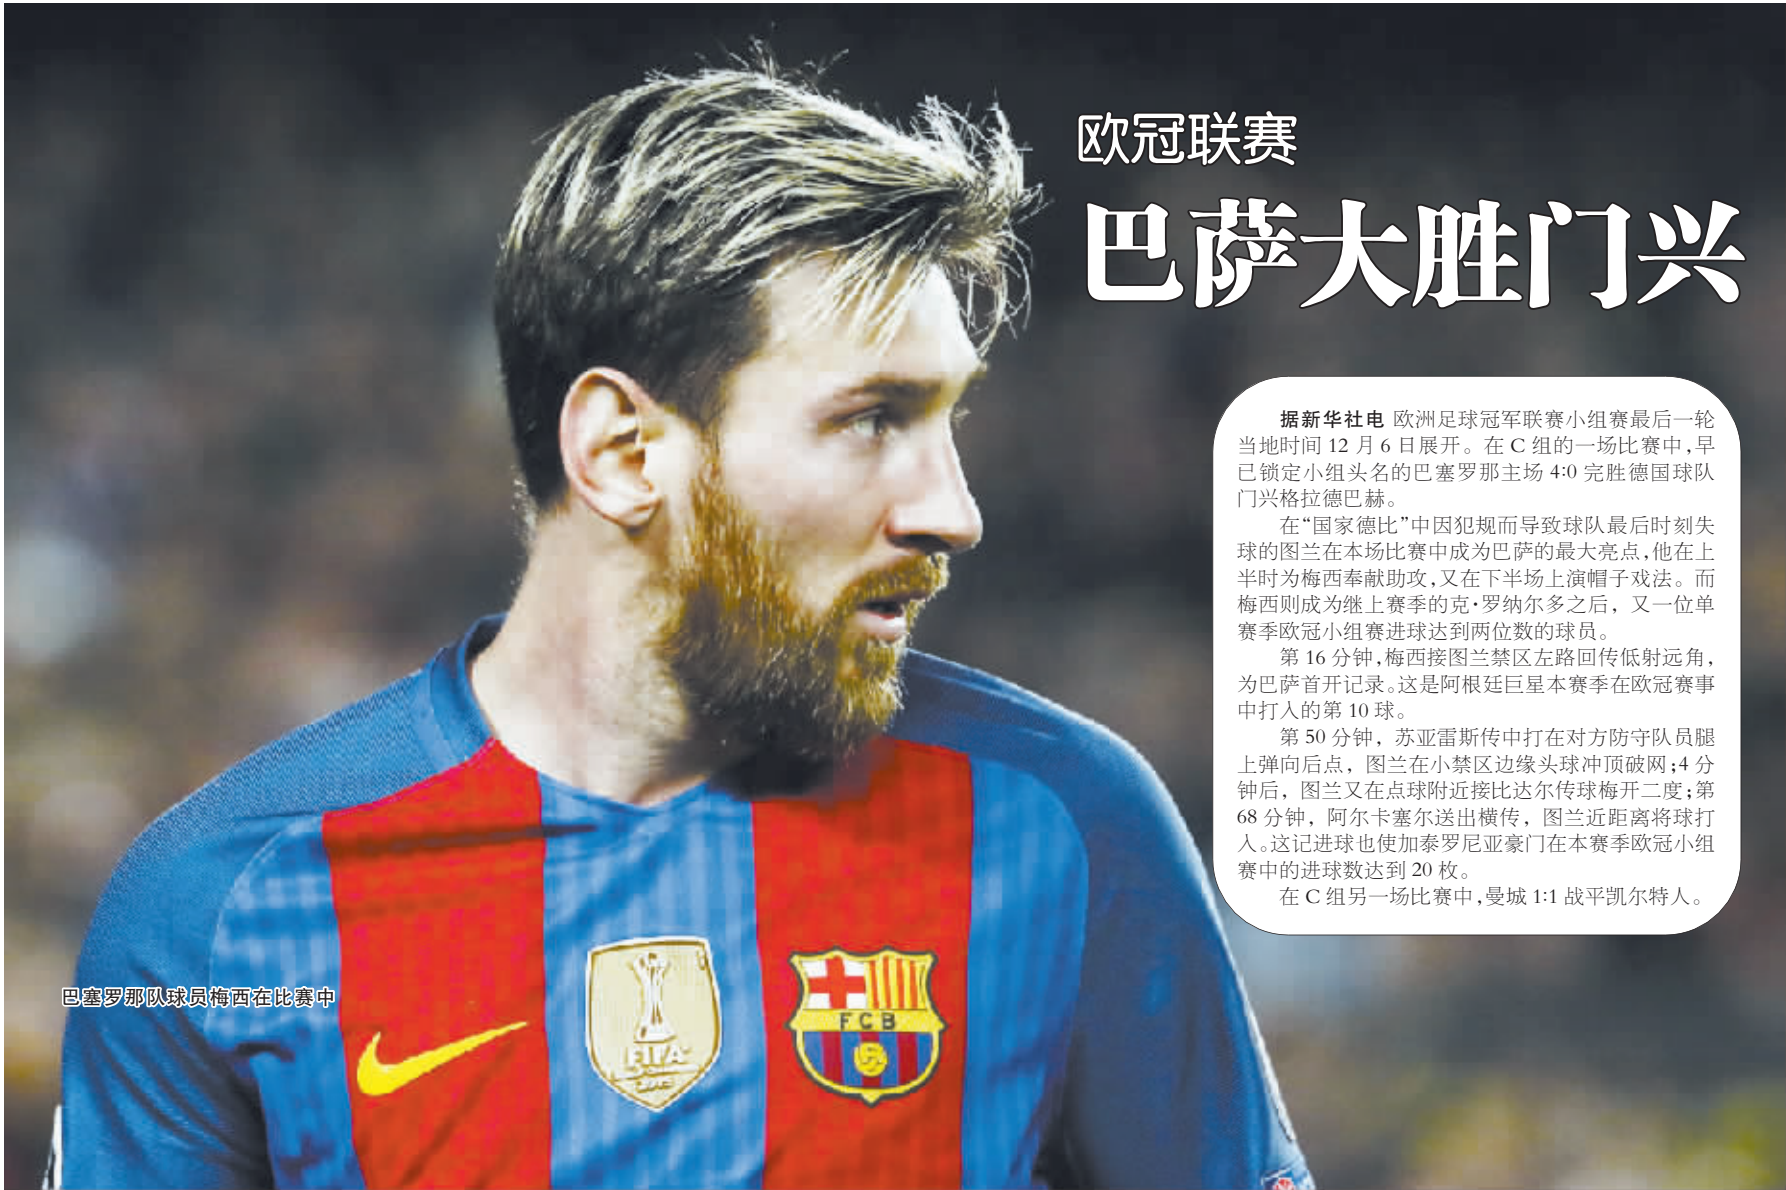 欧冠联赛
巴萨大胜门兴
据新华社电 欧洲足球冠军联赛小组赛最后一轮
当地时间 12 月 6 日展开。在 C 组的一场比赛中,早
已锁定小组头名的巴塞罗那主场 4:0 完胜德国球队
门兴格拉德巴赫。
在“国家德比”中因犯规而导致球队最后时刻失
球的图兰在本场比赛中成为巴萨的最大亮点,他在上
半时为梅西奉献助攻,又在下半场上演帽子戏法。而
梅西则成为继上赛季的克·罗纳尔多之后，又一位单
赛季欧冠小组赛进球达到两位数的球员。
第 16 分钟,梅西接图兰禁区左路回传低射远角，
为巴萨首开记录。这是阿根廷巨星本赛季在欧冠赛事
中打入的第 10 球。
第 50 分钟，苏亚雷斯传中打在对方防守队员腿
上弹向后点，图兰在小禁区边缘头球冲顶破网;4 分
钟后，图兰又在点球附近接比达尔传球梅开二度;第
68 分钟，阿尔卡塞尔送出横传，图兰近距离将球打
入。这记进球也使加泰罗尼亚豪门在本赛季欧冠小组
赛中的进球数达到 20 枚。
在 C 组另一场比赛中,曼城 1:1 战平凯尔特人。
巴塞罗那队球员梅西在比赛中
FIFA
FCB